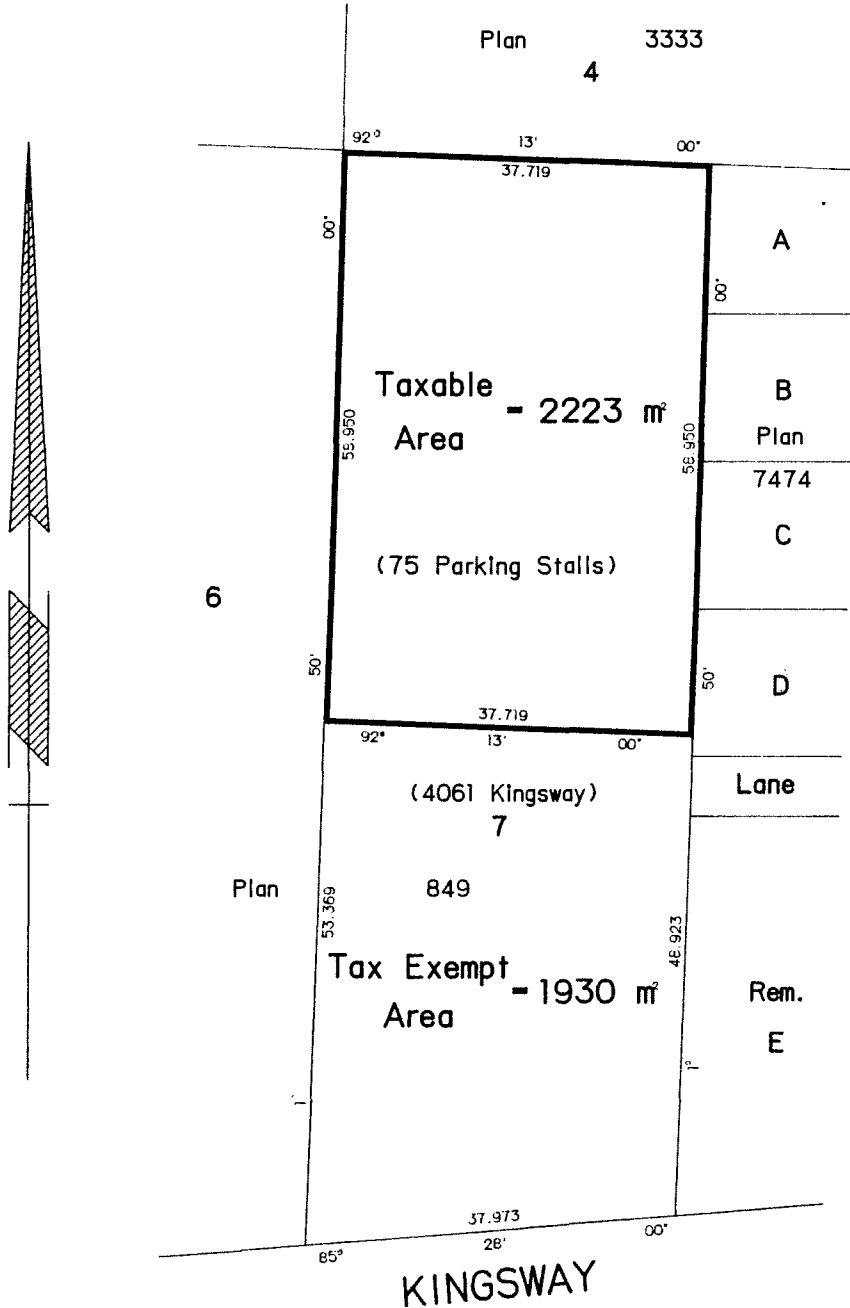 Plan 3333
4
92° 13' 00"
37.719
00"
00"
A
Taxable
Area
= 2223 m²
58.950
58.950
B
Plan
7474
C
(75 Parking Stalls)
6
50'
50'
D
37.719
92° 13' 00"
(4061 Kingsway)
7
Lane
Plan 849
53.369
48.923
Tax Exempt
Area
= 1930 m²
Rem.
E
1°
1°
37.973
85° 28' 00"
KINGSWAY